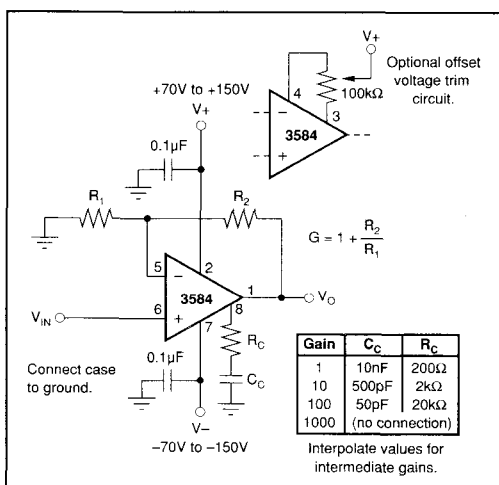 V+
Optional offset
voltage trim
circuit.
4
100kΩ
3
3584
−
+
+70V to +150V
V+
0.1µF
R1
R2
G = 1 + R2
R1
5
−
2
1
3584
6
+
7
8
VO
VIN
RC
CC
Connect case
to ground.
0.1µF
V−
−70V to −150V
Gain CC RC
1 10nF 200Ω
10 500pF 2kΩ
100 50pF 20kΩ
1000 (no connection)
Interpolate values for
intermediate gains.